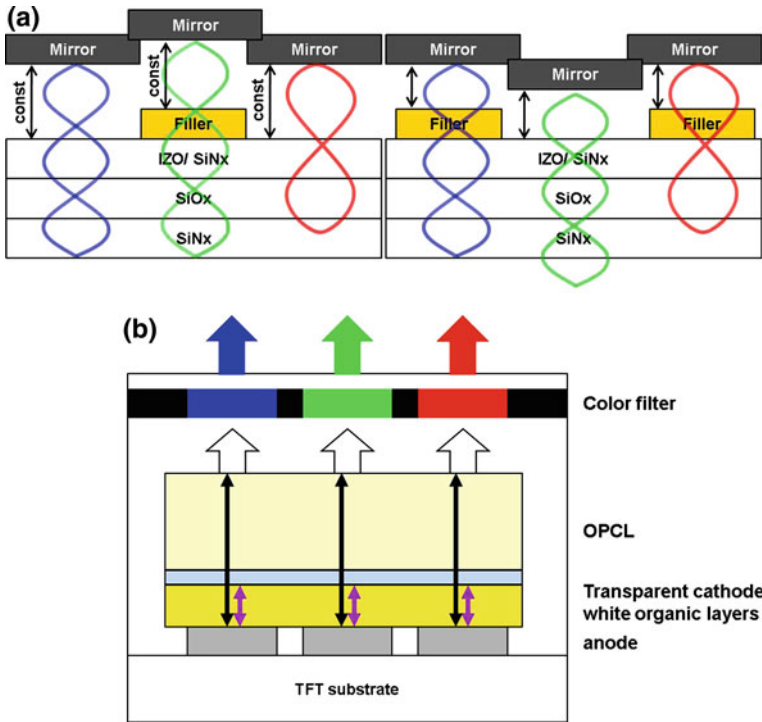 (a)
Mirror
const
Mirror
const
Filler
Mirror
const
IZO/ SiNx
SiOx
SiNx
Mirror
Filler
Mirror
Mirror
Filler
IZO/ SiNx
SiOx
SiNx
(b)
Color filter
OPCL
Transparent cathode
white organic layers
anode
TFT substrate